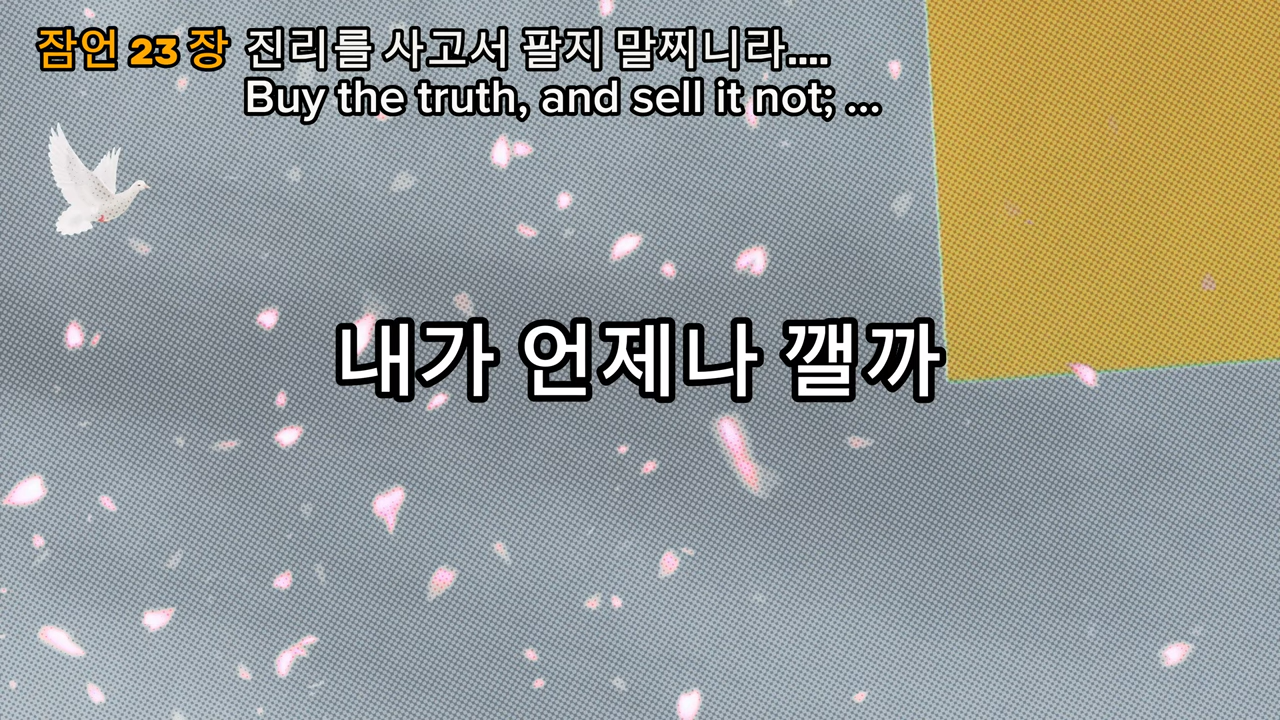 잠언 23 장 진리를 사고서 팔지 말찌니라....
Buy the truth, and sell it not; ...
내가 언제나 깰까